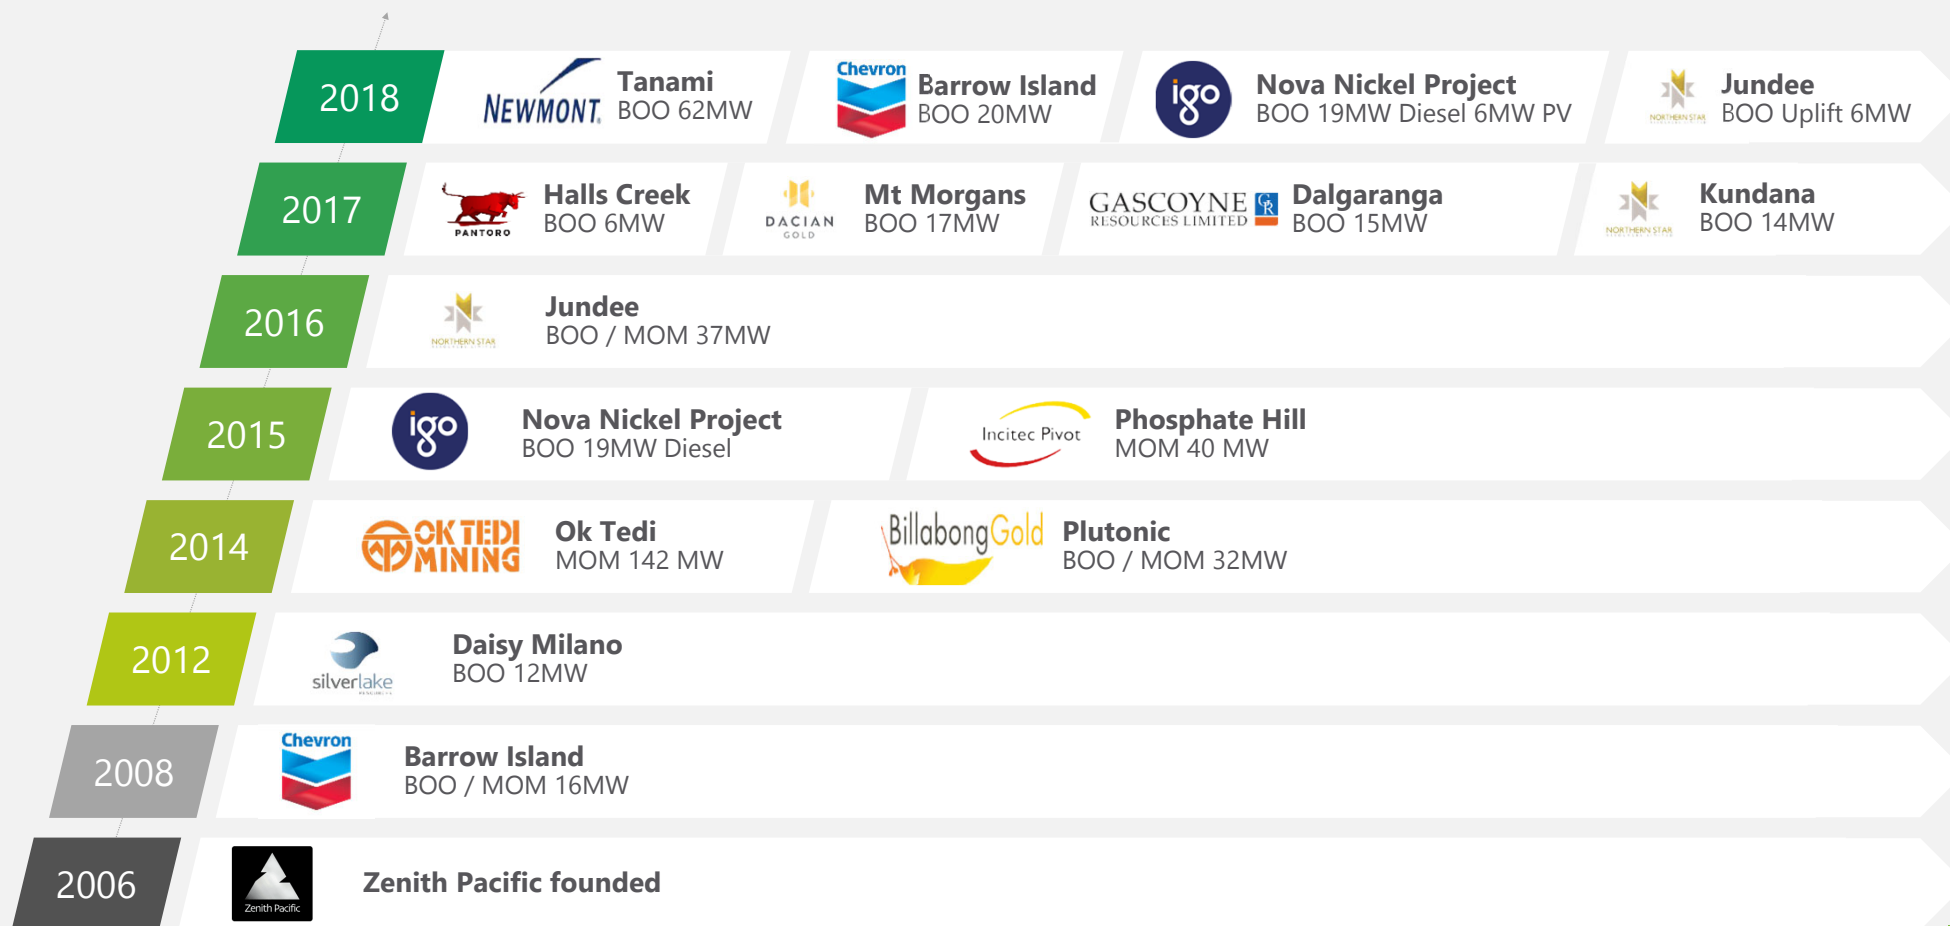 2018
NEWMONT.
Tanami
BOO 62MW
Chevron
Barrow Island
BOO 20MW
igo
Nova Nickel Project
BOO 19MW Diesel 6MW PV
NORTHERN STAR
Jundee
BOO Uplift 6MW
2017
PANTORO
Halls Creek
BOO 6MW
DACIAN
GOLD
Mt Morgans
BOO 17MW
GASCOYNE
RESOURCES LIMITED
GR
Dalgaranga
BOO 15MW
NORTHERN STAR
Kundana
BOO 14MW
2016
NORTHERN STAR
Jundee
BOO / MOM 37MW
2015
igo
Nova Nickel Project
BOO 19MW Diesel
Incitec Pivot
Phosphate Hill
MOM 40 MW
2014
OK TEDI
MINING
Ok Tedi
MOM 142 MW
BillabongGold
Plutonic
BOO / MOM 32MW
2012
silverlake
Daisy Milano
BOO 12MW
2008
Chevron
Barrow Island
BOO / MOM 16MW
2006
Zenith Pacific
Zenith Pacific founded